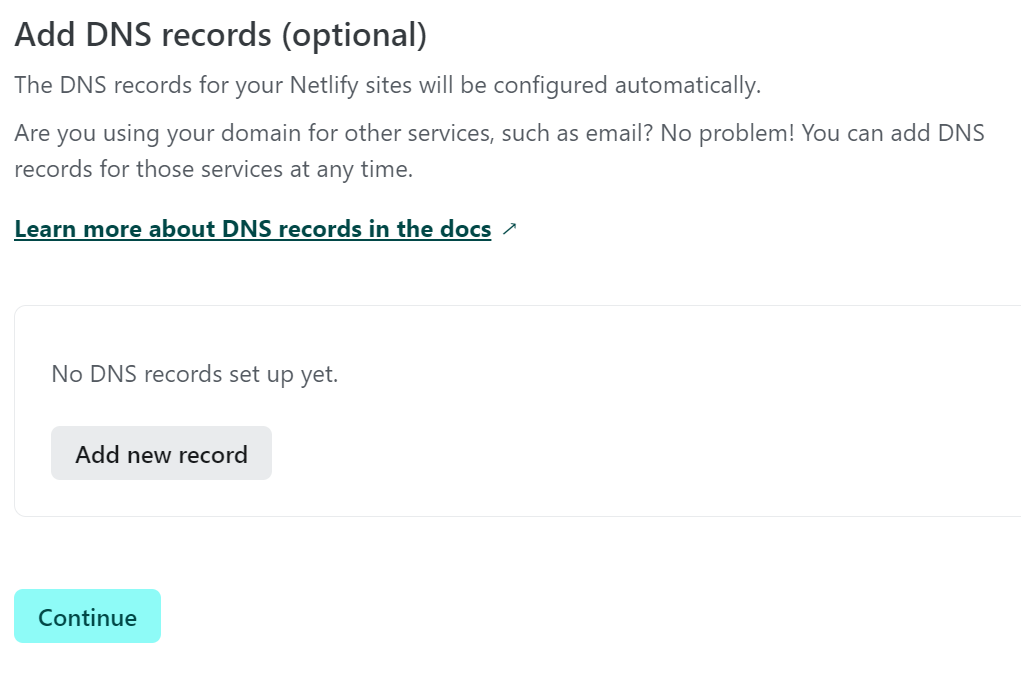 Add DNS records (optional)
The DNS records for your Netlify sites will be configured automatically.
Are you using your domain for other services, such as email? No problem! You can add DNS
records for those services at any time.
Learn more about DNS records in the docs ↗
No DNS records set up yet.
Add new record
Continue